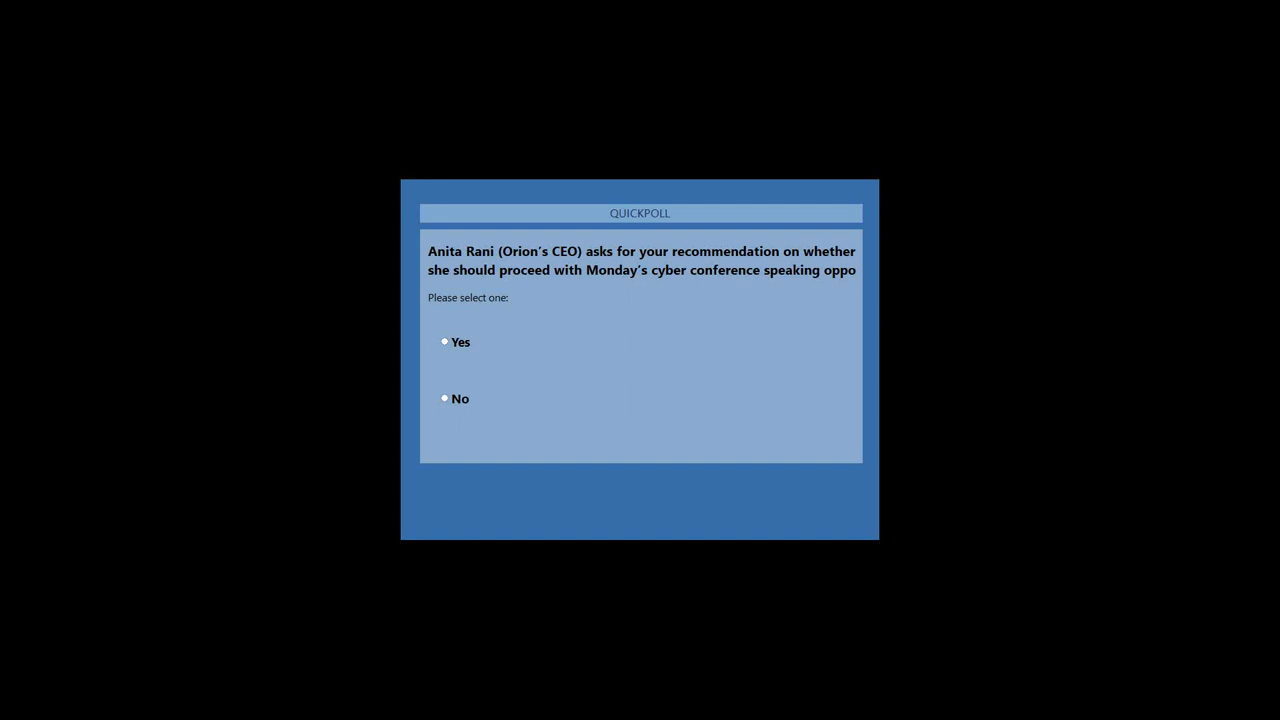 QUICKPOLL
Anita Rani (Orion’s CEO) asks for your recommendation on whether
she should proceed with Monday’s cyber conference speaking oppo
Please select one:
Yes
No